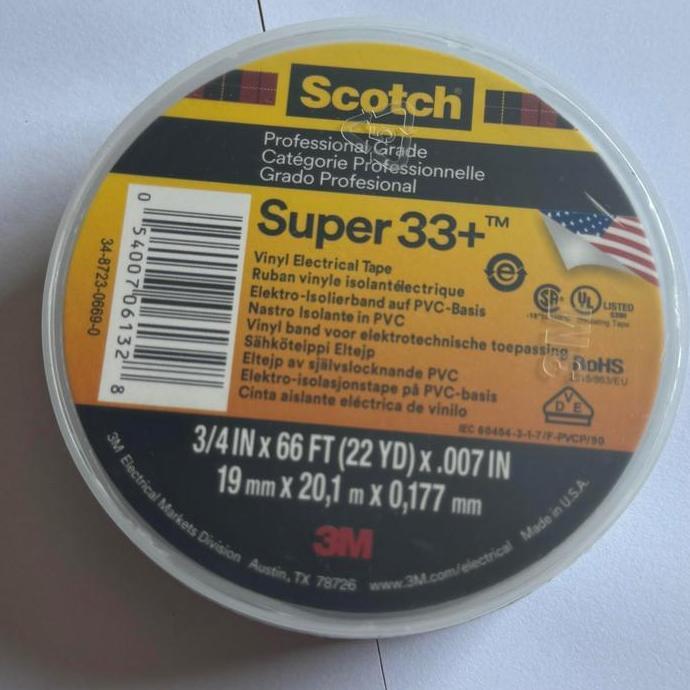 Scotch
Professional Grade
Catégorie Professionnelle
Grado Profesional
Super 33+™
Vinyl Electrical Tape
Ruban vinyle isolantélectrique
Elektro-Isolierband auf PVC-Basis
Nastro Isolante in PVC
Vinyl band voor elektrotechnische toepassing
Sähköteippi Eltejp
Eltejp av självslocknande PVC
Elektro-isolasjonstape på PVC-basis
Cinta aislante eléctrica de vinilo
0 54007 06132 8
34-8723-0669-0
UL LISTED
RoHS
VDE
IEC 60454-3-1-7/F-PVCP/90
3/4 IN x 66 FT (22 YD) x .007 IN
19 mm x 20,1 m x 0,177 mm
3M
3M Electrical Markets Division Austin, TX 78726 www.3M.com/electrical Made in U.S.A.